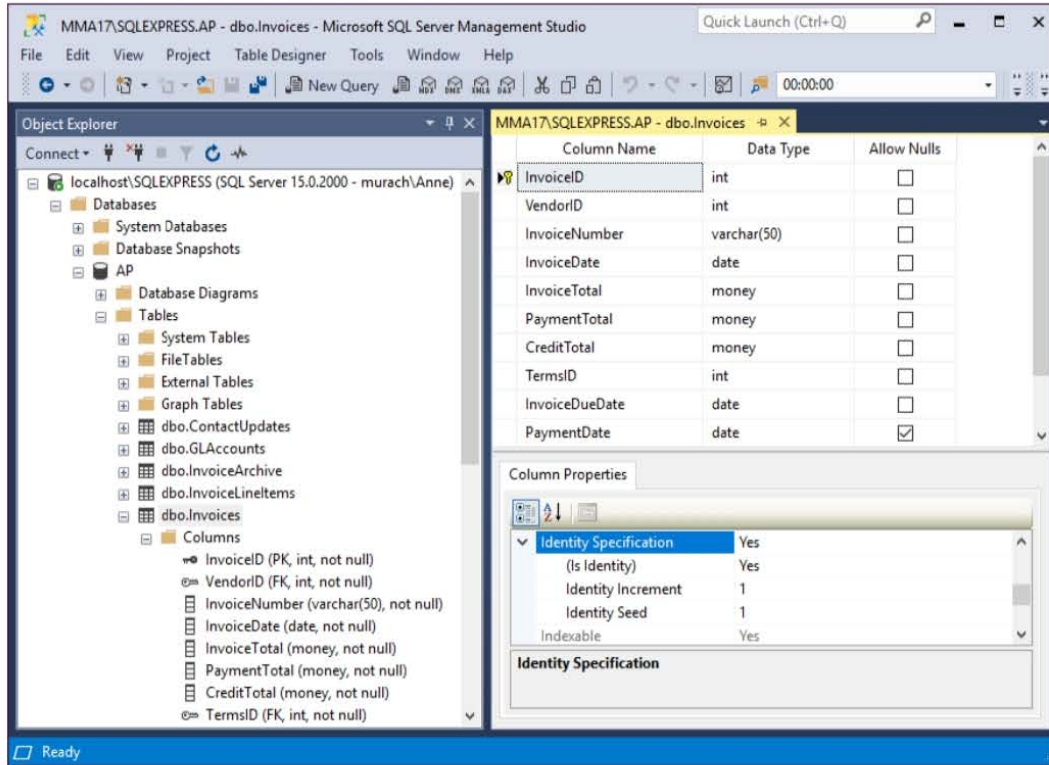 MMA17\SQLEXPRESS.AP - dbo.Invoices - Microsoft SQL Server Management Studio
Quick Launch (Ctrl+Q)
File Edit View Project Table Designer Tools Window Help
New Query MDX DMX XMLA DAX 00:00:00
Object Explorer
Connect
localhost\SQLEXPRESS (SQL Server 15.0.2000 - murach\Anne)
Databases
System Databases
Database Snapshots
AP
Database Diagrams
Tables
System Tables
FileTables
External Tables
Graph Tables
dbo.ContactUpdates
dbo.GLAccounts
dbo.InvoiceArchive
dbo.InvoiceLineItems
dbo.Invoices
Columns
InvoiceID (PK, int, not null)
VendorID (FK, int, not null)
InvoiceNumber (varchar(50), not null)
InvoiceDate (date, not null)
InvoiceTotal (money, not null)
PaymentTotal (money, not null)
CreditTotal (money, not null)
TermsID (FK, int, not null)
MMA17\SQLEXPRESS.AP - dbo.Invoices
Column Name Data Type Allow Nulls
InvoiceID int
VendorID int
InvoiceNumber varchar(50)
InvoiceDate date
InvoiceTotal money
PaymentTotal money
CreditTotal money
TermsID int
InvoiceDueDate date
PaymentDate date
Column Properties
Identity Specification Yes
(Is Identity) Yes
Identity Increment 1
Identity Seed 1
Indexable Yes
Identity Specification
Ready